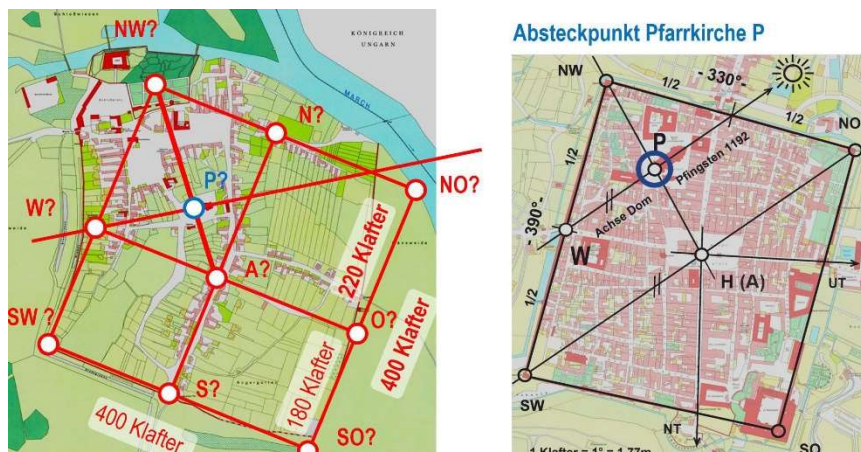 NW?
KÖNIGREICH
UNGARN
MARCH
L
N?
P?
NO?
W?
A?
220 Klafter
400 Klafter
SW ?
O?
180 Klafter
S?
400 Klafter
SO?
Absteckpunkt Pfarrkirche P
NW
1/2
- 330°-
1/2
NO
P
Pfingsten 1192
1/2
Achse Dom
- 390°-
W
H (A)
UT
1/2
SW
NT
SO
1 Klafter = 1° = 1,77m